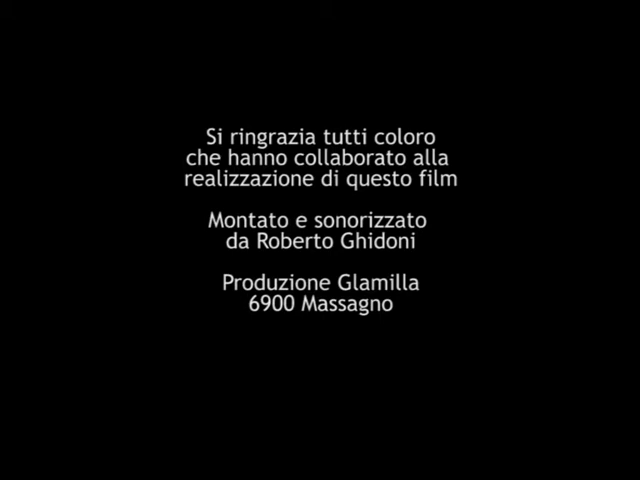 Si ringrazia tutti coloro
che hanno collaborato alla
realizzazione di questo film
Montato e sonorizzato
da Roberto Ghidoni
Produzione Glamilla
6900 Massagno